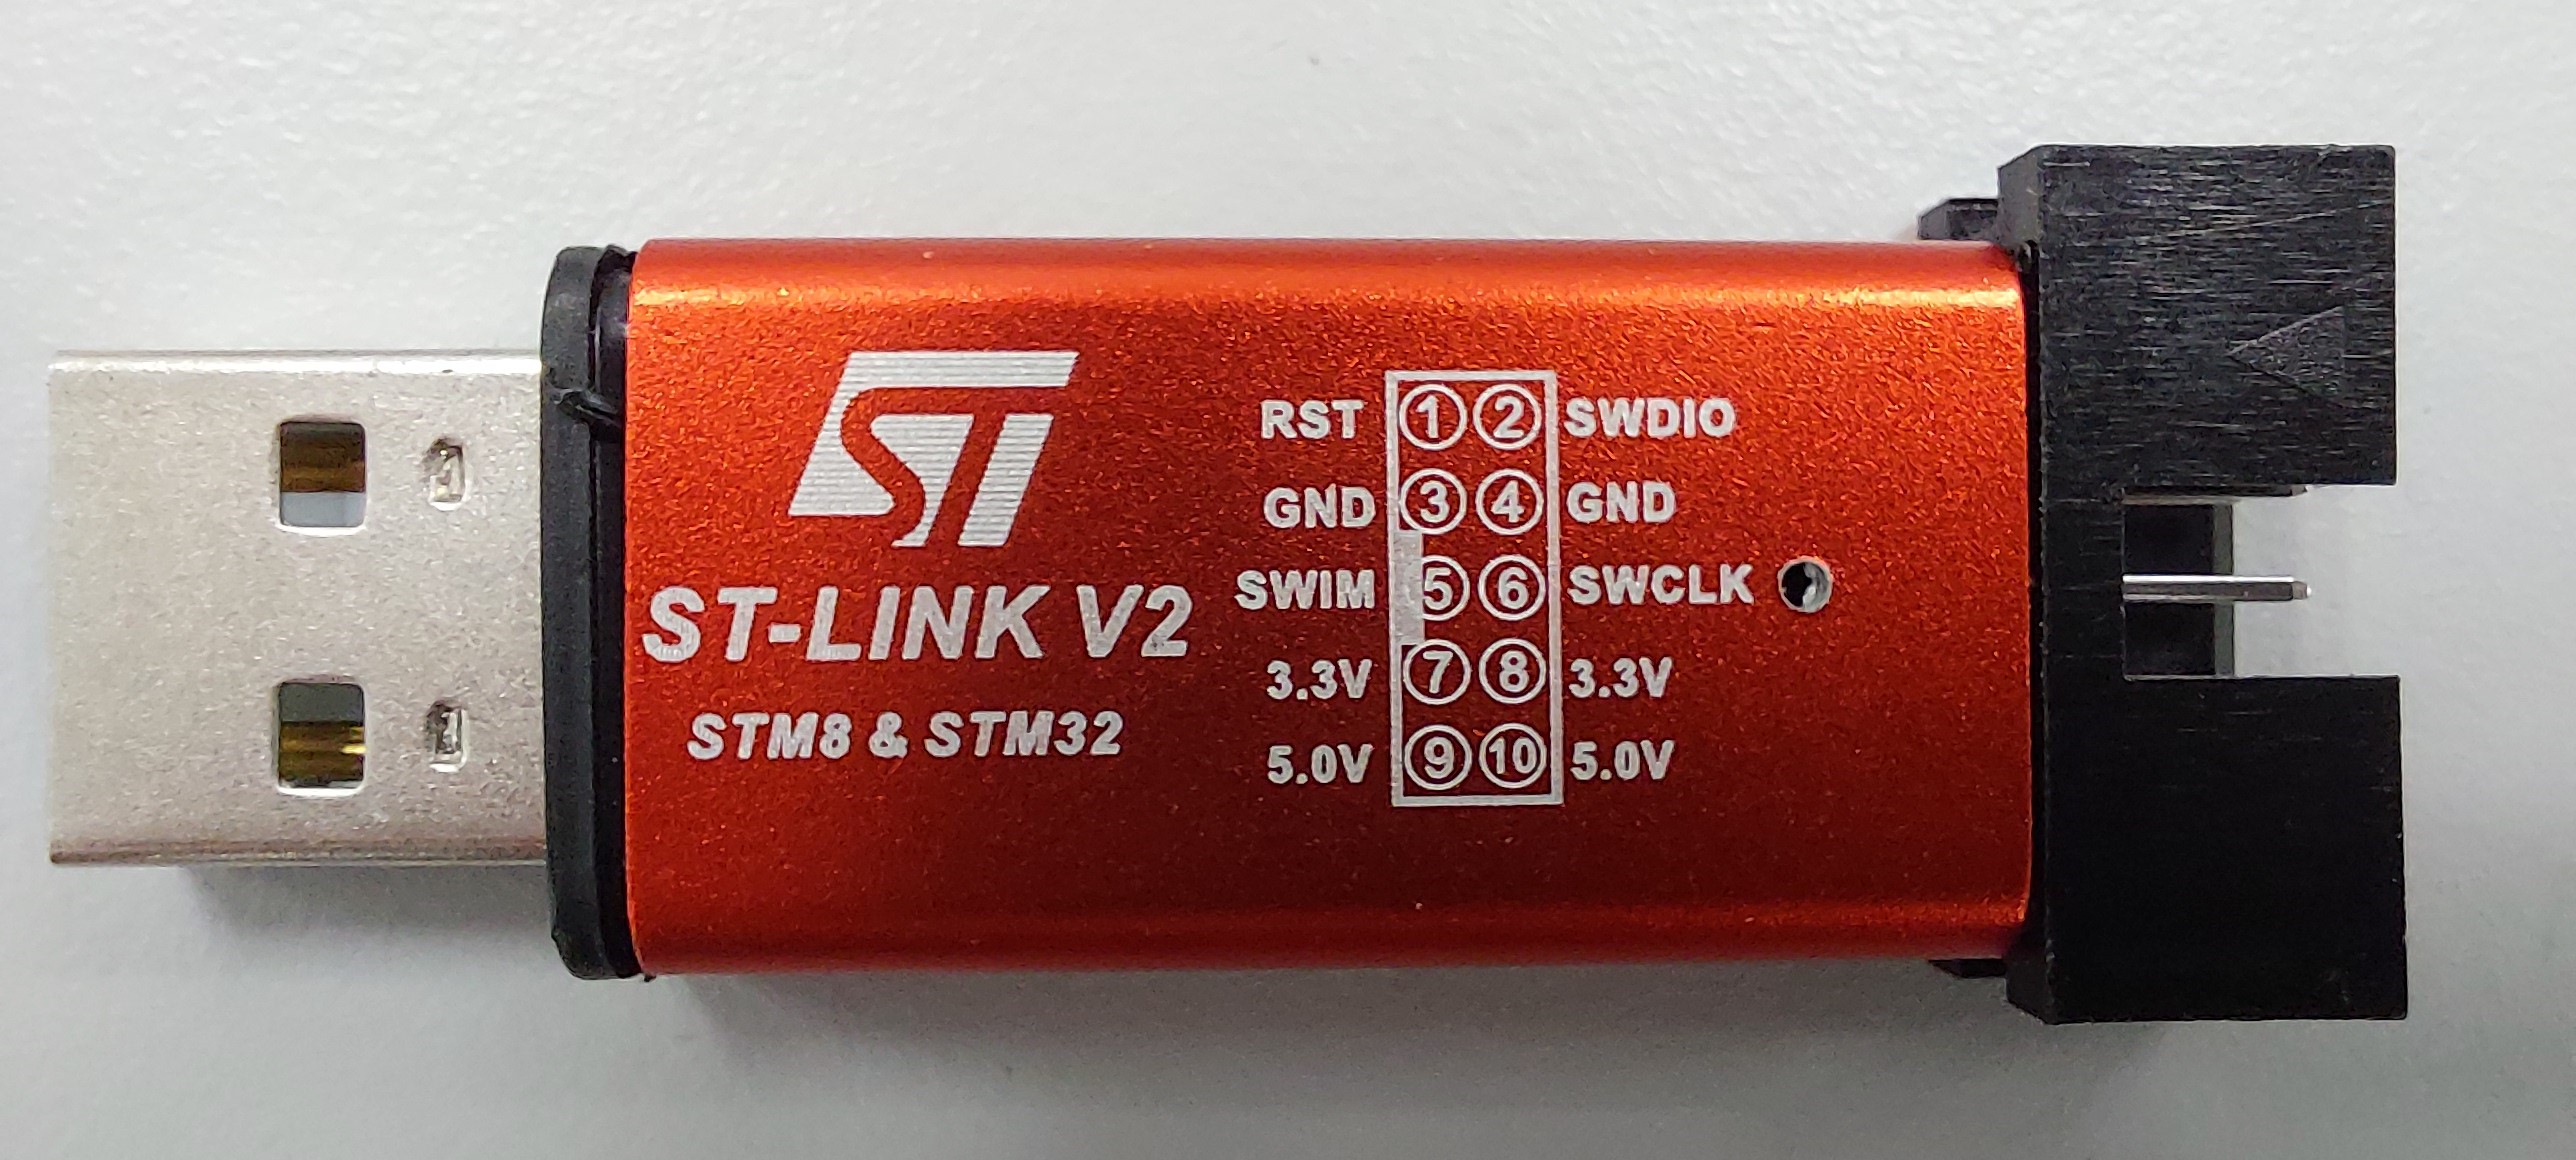 ST
ST-LINK V2
STM8 & STM32
RST 1 2 SWDIO
GND 3 4 GND
SWIM 5 6 SWCLK
3.3V 7 8 3.3V
5.0V 9 10 5.0V